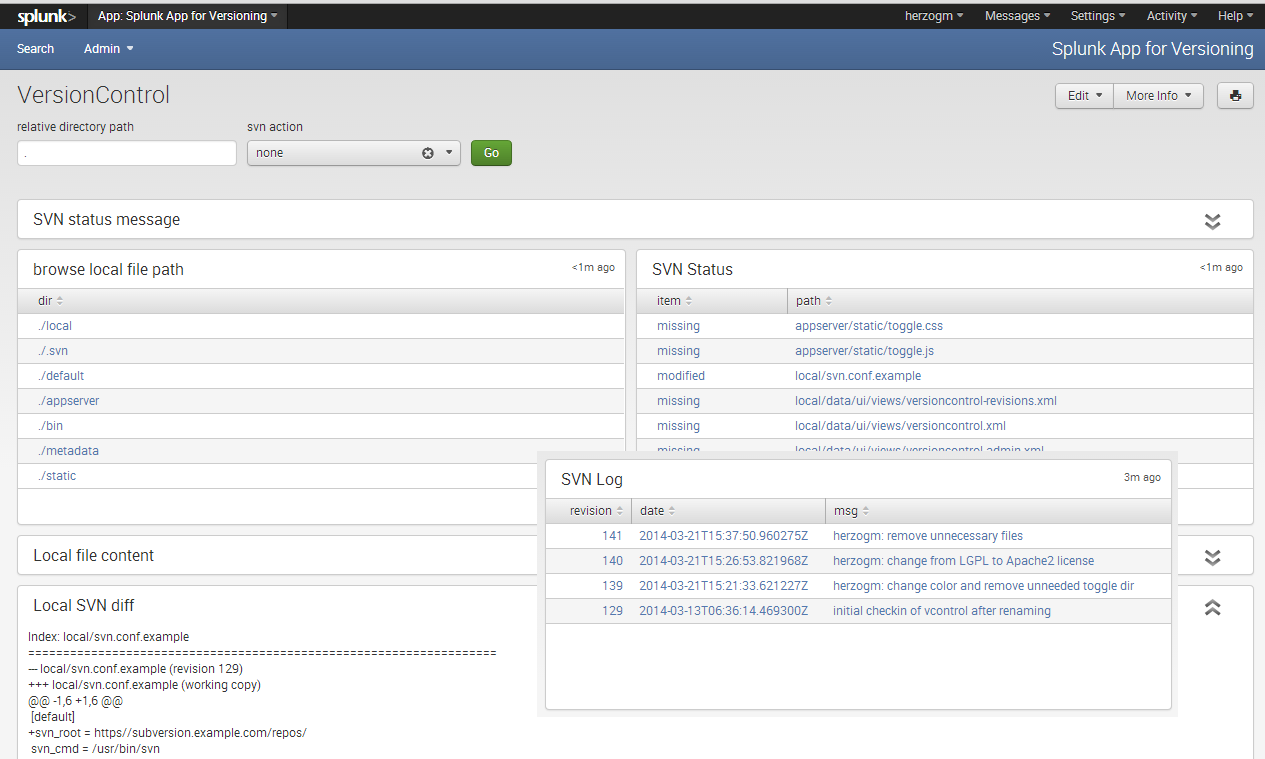 splunk> App: Splunk App for Versioning herzogm Messages Settings Activity Help
Search Admin Splunk App for Versioning
VersionControl Edit More Info
relative directory path svn action
. none Go
SVN status message
browse local file path <1m ago
dir
./local
./.svn
./default
./appserver
./bin
./metadata
./static
SVN Status <1m ago
item path
missing appserver/static/toggle.css
missing appserver/static/toggle.js
modified local/svn.conf.example
missing local/data/ui/views/versioncontrol-revisions.xml
missing local/data/ui/views/versioncontrol.xml
missing local/data/ui/views/versioncontrol-admin.xml
SVN Log 3m ago
revision date msg
141 2014-03-21T15:37:50.960275Z herzogm: remove unnecessary files
140 2014-03-21T15:26:53.821968Z herzogm: change from LGPL to Apache2 license
139 2014-03-21T15:21:33.621227Z herzogm: change color and remove unneeded toggle dir
129 2014-03-13T06:36:14.469300Z initial checkin of vcontrol after renaming
Local file content
Local SVN diff
Index: local/svn.conf.example
===================================================================
--- local/svn.conf.example (revision 129)
+++ local/svn.conf.example (working copy)
@@ -1,6 +1,6 @@
[default]
+svn_root = https//subversion.example.com/repos/
svn_cmd = /usr/bin/svn